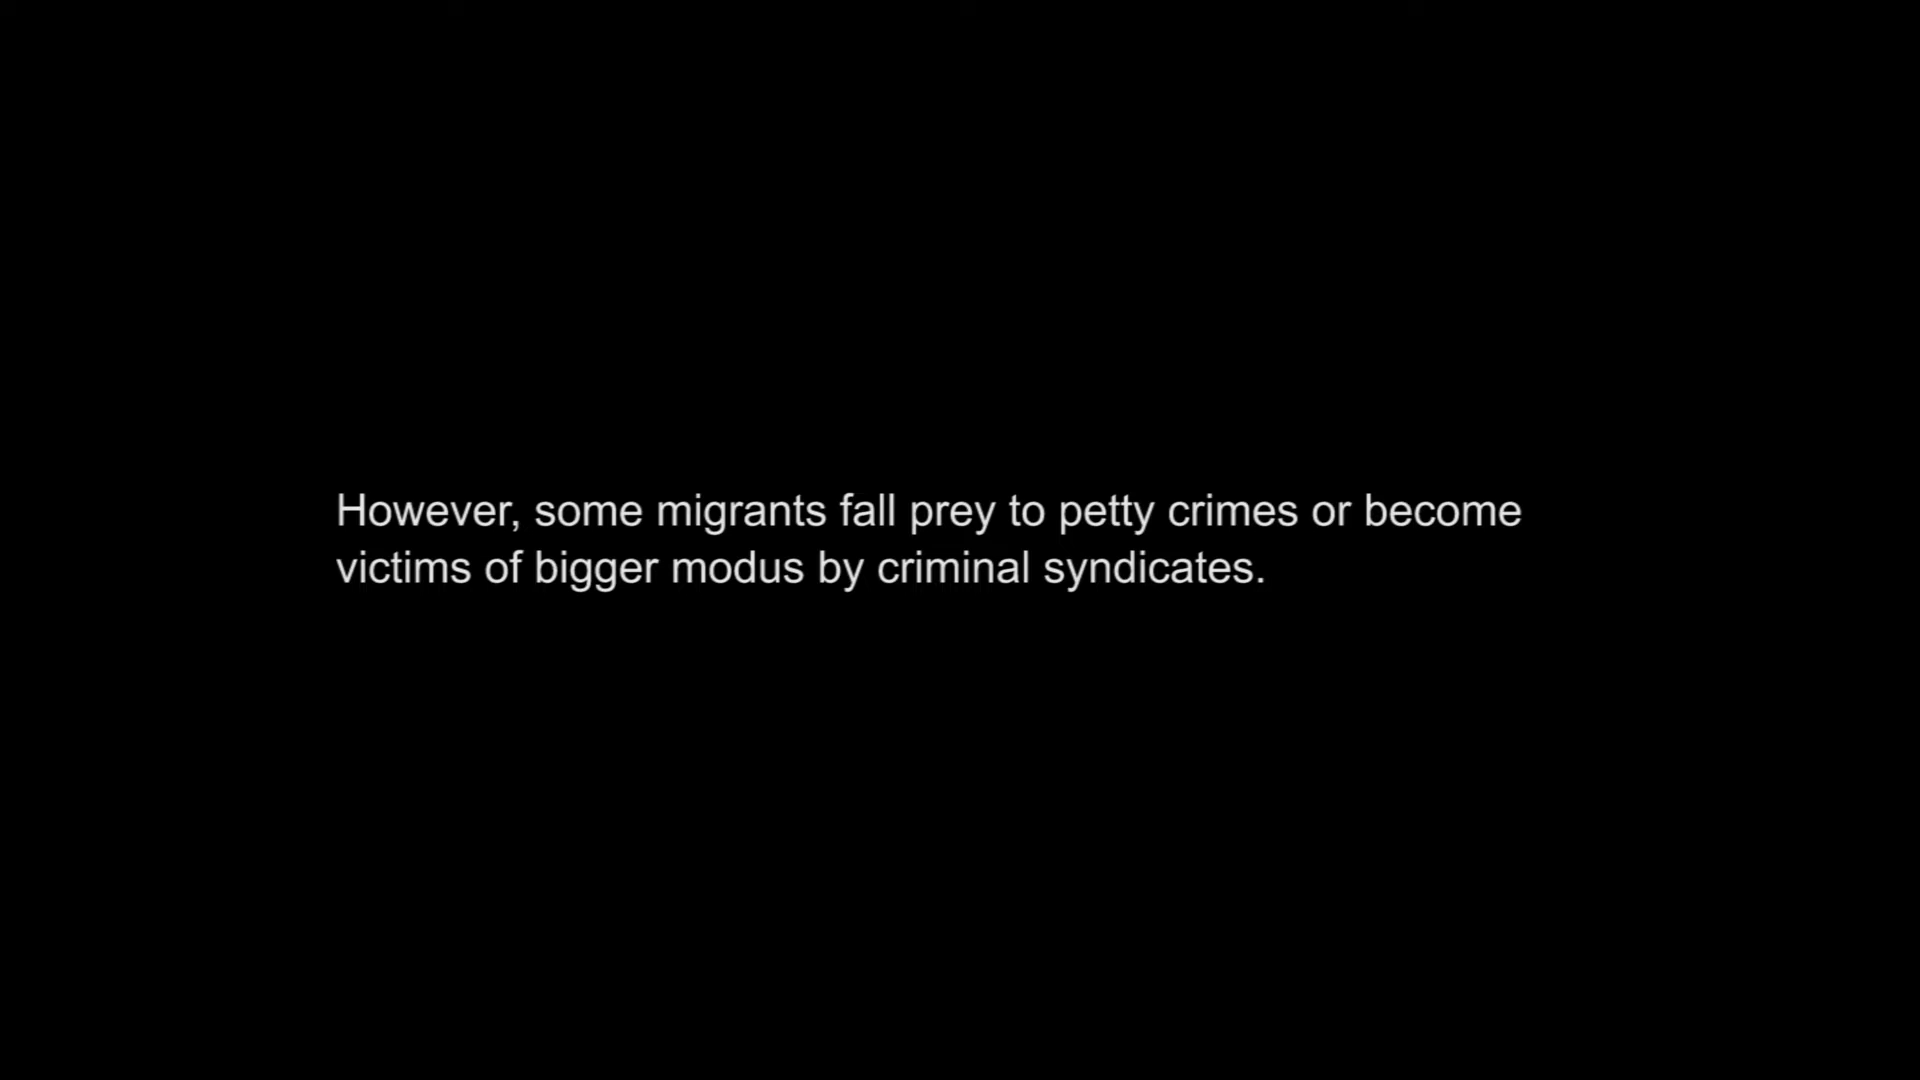 However, some migrants fall prey to petty crimes or become
victims of bigger modus by criminal syndicates.